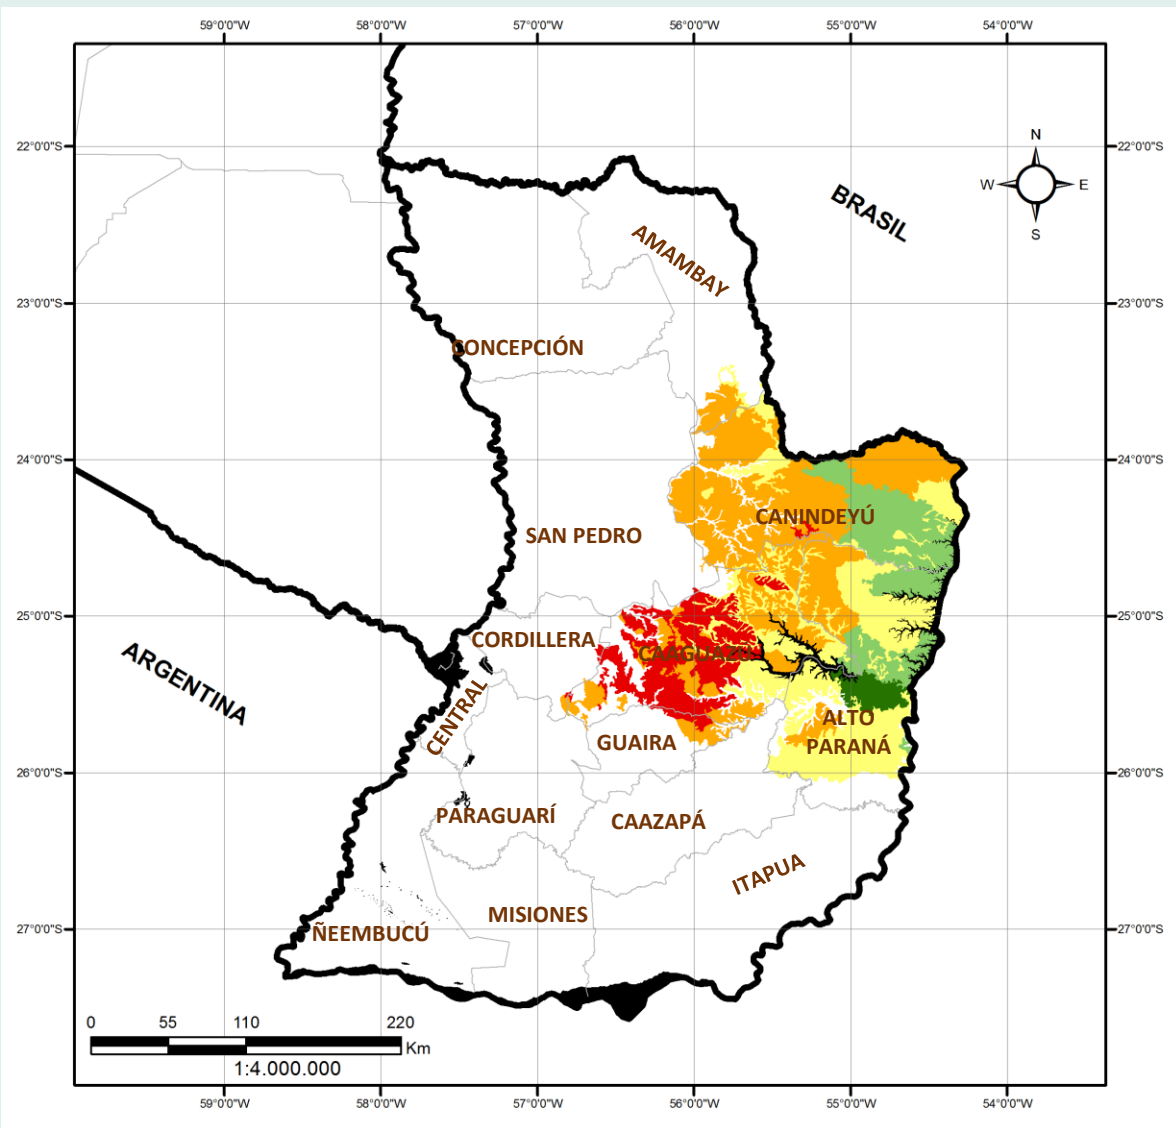 59°0'0"W 58°0'0"W 57°0'0"W 56°0'0"W 55°0'0"W 54°0'0"W
N
22°0'0"S 22°0'0"S
W E
BRASIL
S
AMAMBAY
23°0'0"S 23°0'0"S
CONCEPCIÓN
24°0'0"S 24°0'0"S
CANINDEYÚ
SAN PEDRO
25°0'0"S 25°0'0"S
CORDILLERA
CAAGUAZÚ
ARGENTINA
CENTRAL
ALTO
PARANÁ
GUAIRA
26°0'0"S 26°0'0"S
PARAGUARÍ
CAAZAPÁ
ITAPUA
MISIONES
ÑEEMBUCÚ
27°0'0"S 27°0'0"S
0 55 110 220
Km
1:4.000.000
59°0'0"W 58°0'0"W 57°0'0"W 56°0'0"W 55°0'0"W 54°0'0"W